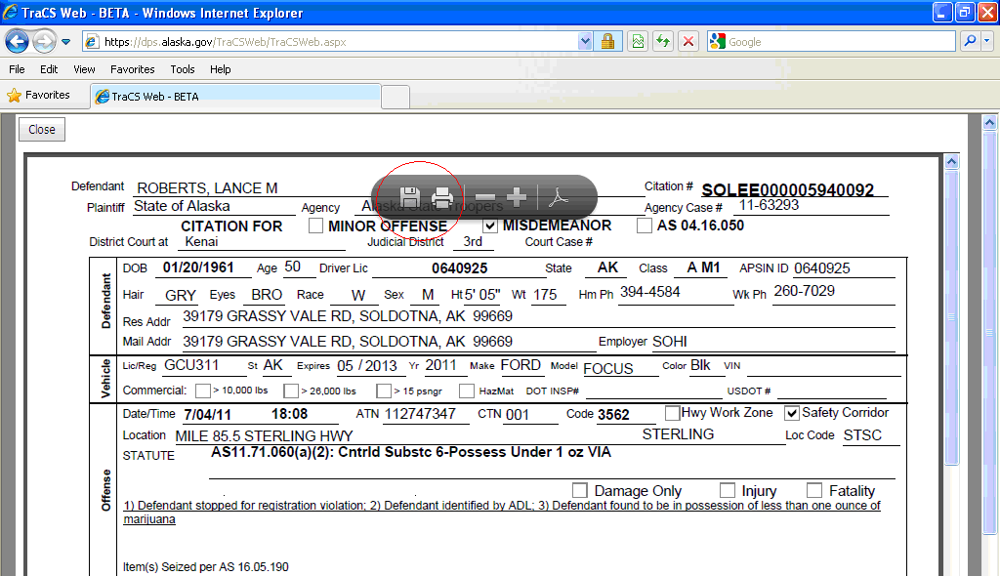 TraCS Web - BETA - Windows Internet Explorer
https://dps.alaska.gov/TraCSWeb/TraCSWeb.aspx
Google
File Edit View Favorites Tools Help
Favorites TraCS Web - BETA
Close
Defendant ROBERTS, LANCE M Citation # SOLEE000005940092
Plaintiff State of Alaska Agency Alaska State Troopers Agency Case # 11-63293
CITATION FOR MINOR OFFENSE MISDEMEANOR AS 04.16.050
District Court at Kenai Judicial District 3rd Court Case #
Defendant
DOB 01/20/1961 Age 50 Driver Lic 0640925 State AK Class A M1 APSIN ID 0640925
Hair GRY Eyes BRO Race W Sex M Ht 5' 05" Wt 175 Hm Ph 394-4584 Wk Ph 260-7029
Res Addr 39179 GRASSY VALE RD, SOLDOTNA, AK 99669
Mail Addr 39179 GRASSY VALE RD, SOLDOTNA, AK 99669 Employer SOHI
Vehicle
Lic/Reg GCU311 St AK Expires 05 / 2013 Yr 2011 Make FORD Model FOCUS Color Blk VIN
Commercial: > 10,000 lbs > 26,000 lbs > 15 psngr HazMat DOT INSP# USDOT #
Offense
Date/Time 7/04/11 18:08 ATN 112747347 CTN 001 Code 3562 Hwy Work Zone Safety Corridor
Location MILE 85.5 STERLING HWY STERLING Loc Code STSC
STATUTE AS11.71.060(a)(2): Cntrld Substc 6-Possess Under 1 oz VIA
Damage Only Injury Fatality
1) Defendant stopped for registration violation; 2) Defendant identified by ADL; 3) Defendant found to be in possession of less than one ounce of
marijuana
Item(s) Seized per AS 16.05.190